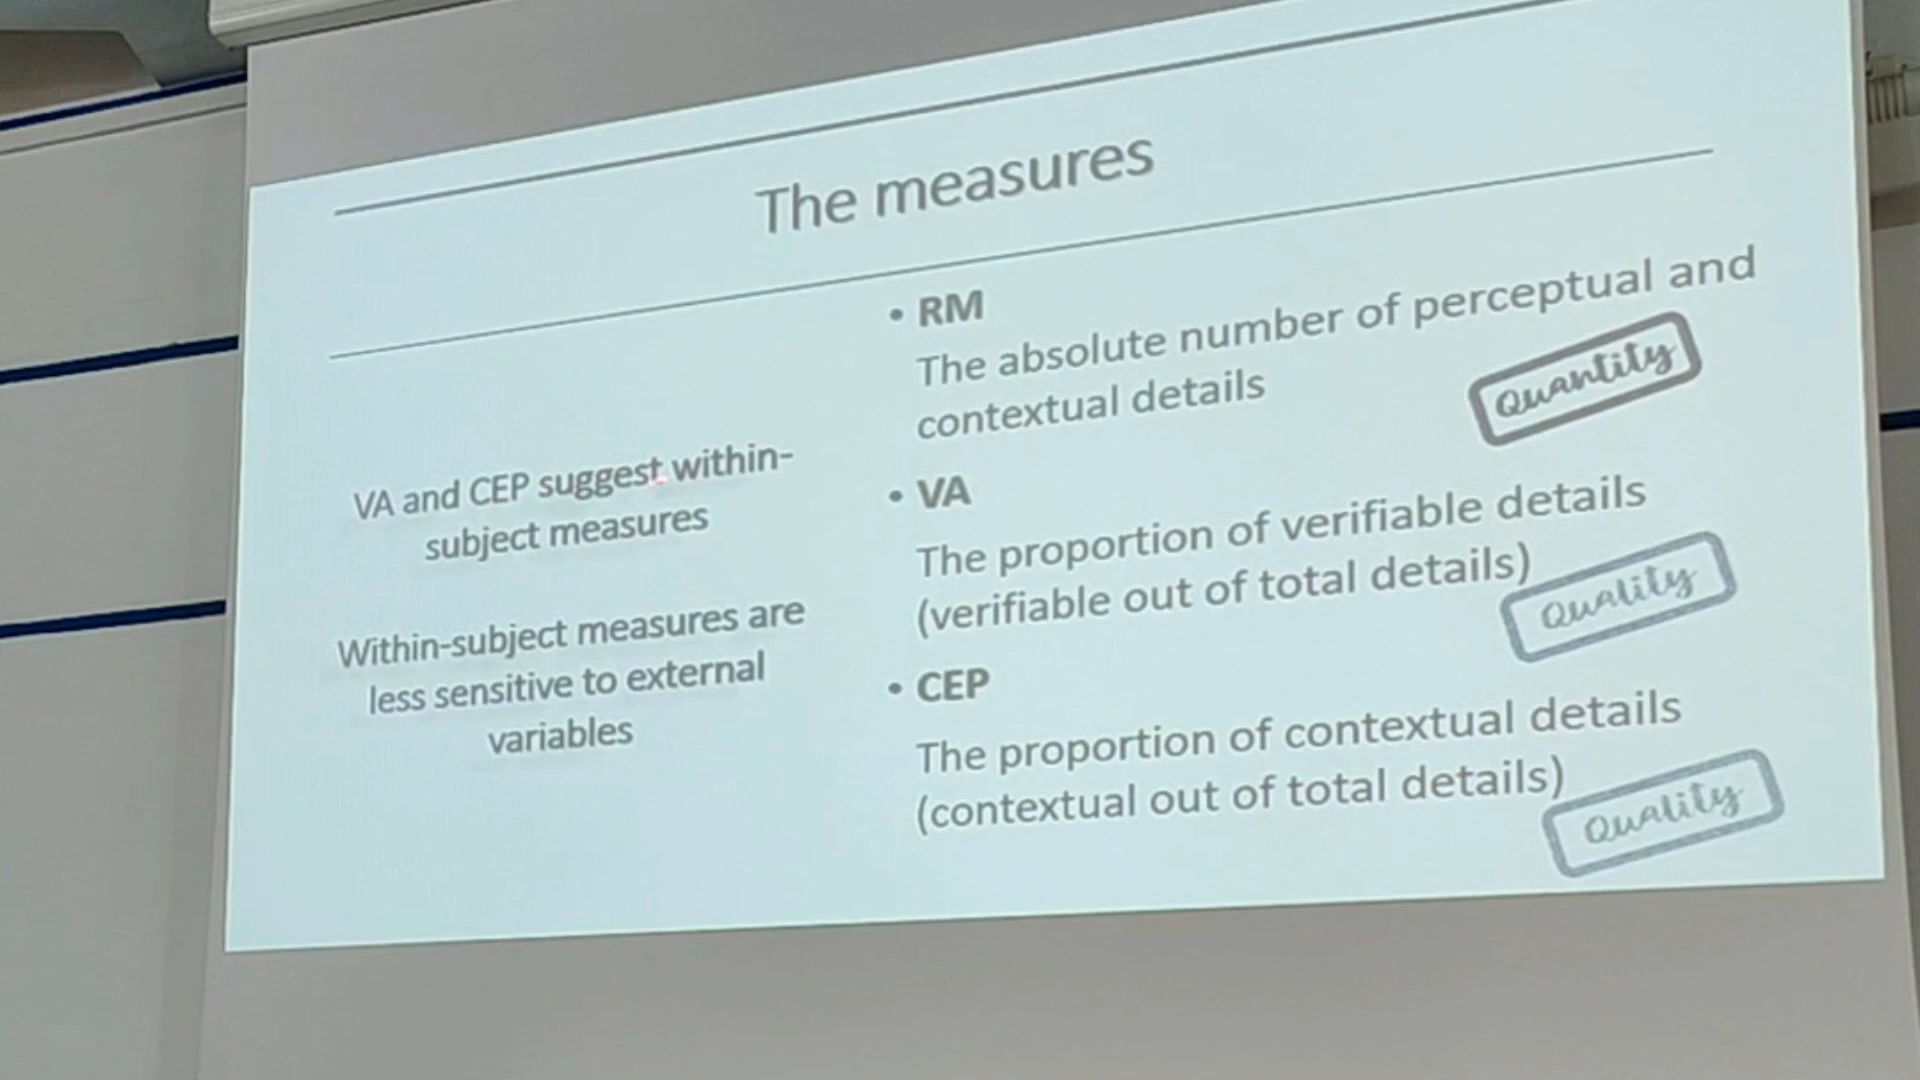 The measures
VA and CEP suggest within-
subject measures
Within-subject measures are
less sensitive to external
variables
• RM
The absolute number of perceptual and
contextual details
Quantity
• VA
The proportion of verifiable details
(verifiable out of total details)
Quality
• CEP
The proportion of contextual details
(contextual out of total details)
Quality